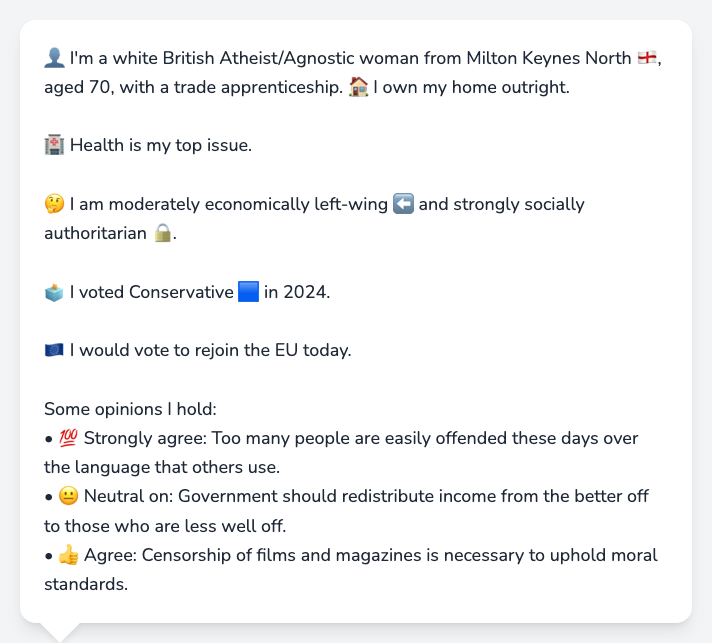 👤 I'm a white British Atheist/Agnostic woman from Milton Keynes North 🏴󠁧󠁢󠁥󠁮󠁧󠁿,
aged 70, with a trade apprenticeship. 🏠 I own my home outright.
🏥 Health is my top issue.
🤔 I am moderately economically left-wing ⬅️ and strongly socially
authoritarian 🔒.
🗳️ I voted Conservative 🟦 in 2024.
🇪🇺 I would vote to rejoin the EU today.
Some opinions I hold:
• 💯 Strongly agree: Too many people are easily offended these days over
the language that others use.
• 😐 Neutral on: Government should redistribute income from the better off
to those who are less well off.
• 👍 Agree: Censorship of films and magazines is necessary to uphold moral
standards.